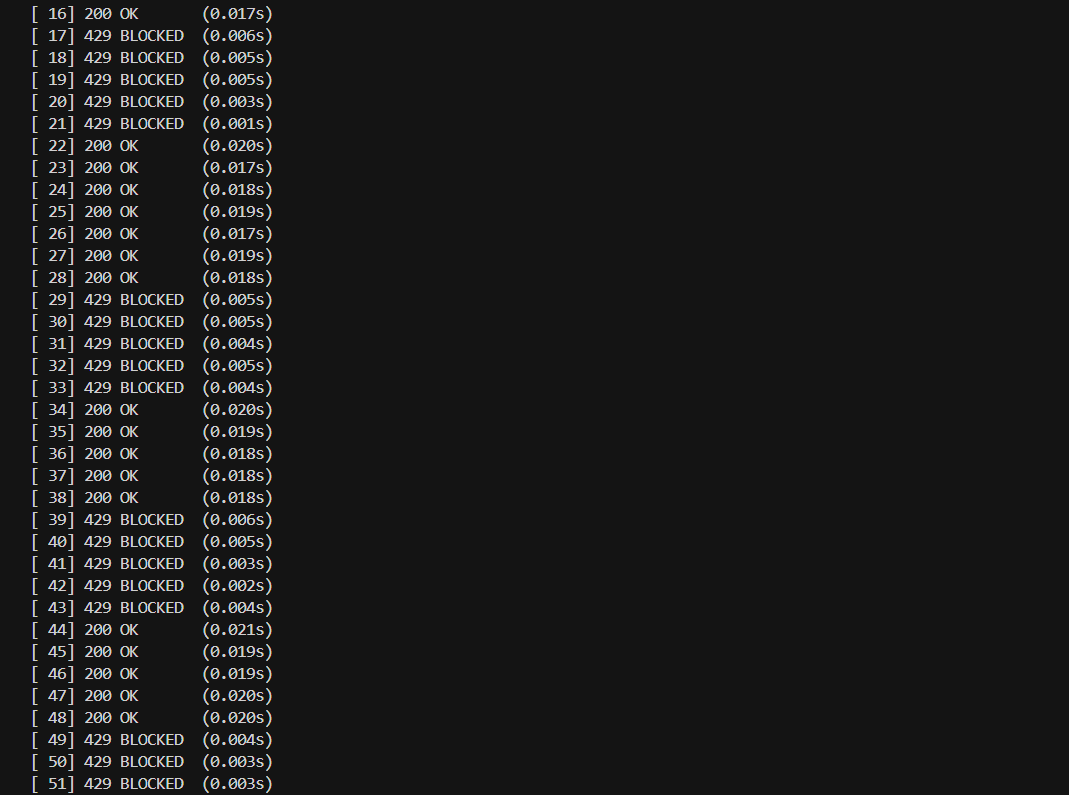 [ 16] 200 OK       (0.017s)
[ 17] 429 BLOCKED  (0.006s)
[ 18] 429 BLOCKED  (0.005s)
[ 19] 429 BLOCKED  (0.005s)
[ 20] 429 BLOCKED  (0.003s)
[ 21] 429 BLOCKED  (0.001s)
[ 22] 200 OK       (0.020s)
[ 23] 200 OK       (0.017s)
[ 24] 200 OK       (0.018s)
[ 25] 200 OK       (0.019s)
[ 26] 200 OK       (0.017s)
[ 27] 200 OK       (0.019s)
[ 28] 200 OK       (0.018s)
[ 29] 429 BLOCKED  (0.005s)
[ 30] 429 BLOCKED  (0.005s)
[ 31] 429 BLOCKED  (0.004s)
[ 32] 429 BLOCKED  (0.005s)
[ 33] 429 BLOCKED  (0.004s)
[ 34] 200 OK       (0.020s)
[ 35] 200 OK       (0.019s)
[ 36] 200 OK       (0.018s)
[ 37] 200 OK       (0.018s)
[ 38] 200 OK       (0.018s)
[ 39] 429 BLOCKED  (0.006s)
[ 40] 429 BLOCKED  (0.005s)
[ 41] 429 BLOCKED  (0.003s)
[ 42] 429 BLOCKED  (0.002s)
[ 43] 429 BLOCKED  (0.004s)
[ 44] 200 OK       (0.021s)
[ 45] 200 OK       (0.019s)
[ 46] 200 OK       (0.019s)
[ 47] 200 OK       (0.020s)
[ 48] 200 OK       (0.020s)
[ 49] 429 BLOCKED  (0.004s)
[ 50] 429 BLOCKED  (0.003s)
[ 51] 429 BLOCKED  (0.003s)